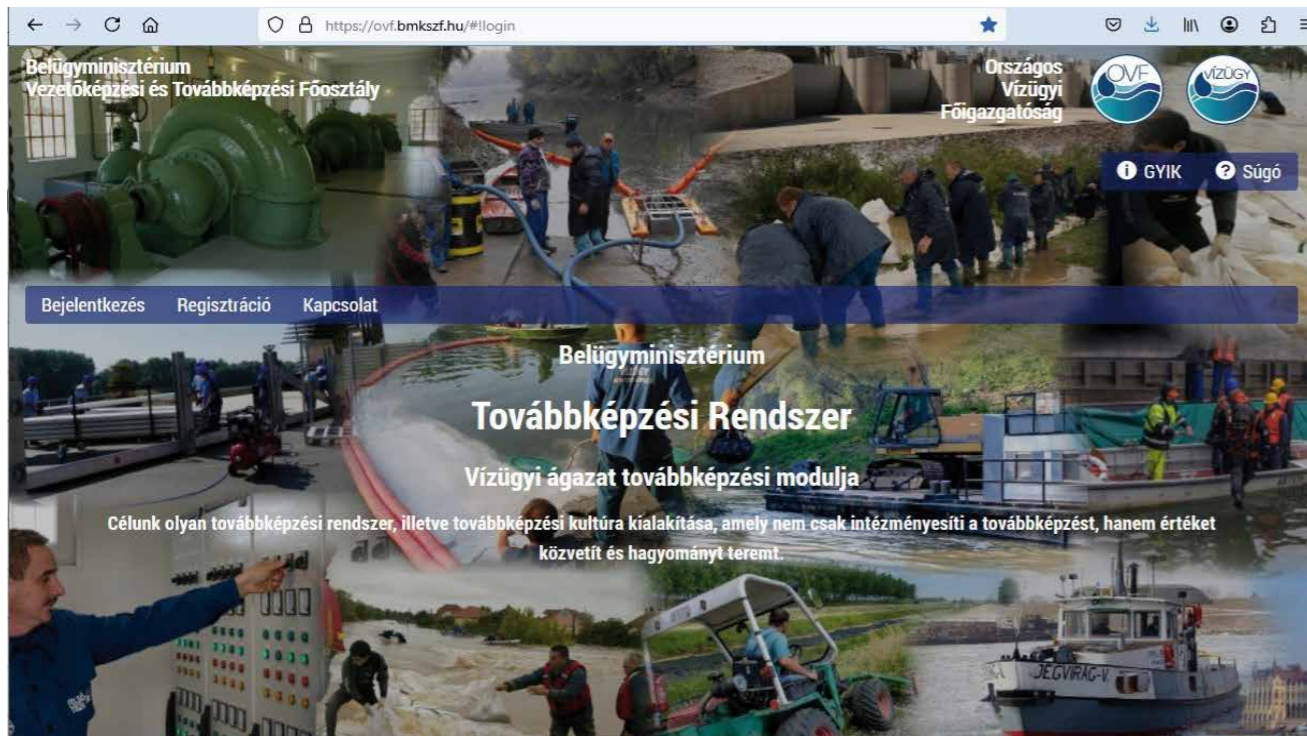 https://ovf.bmkszf.hu/#!login
Belügyminisztérium
Vezetőképzési és Továbbképzési Főosztály
Országos
Vízügyi
Főigazgatóság
OVF
VÍZÜGY
GYIK
Súgó
Bejelentkezés Regisztráció Kapcsolat
Belügyminisztérium
VÍZÜGY
Továbbképzési Rendszer
Vízügyi ágazat továbbképzési modulja
Célunk olyan továbbképzési rendszer, illetve továbbképzési kultúra kialakítása, amely nem csak intézményesíti a továbbképzést, hanem értéket
közvetít és hagyományt teremt.
JÉGVIRÁG-V.